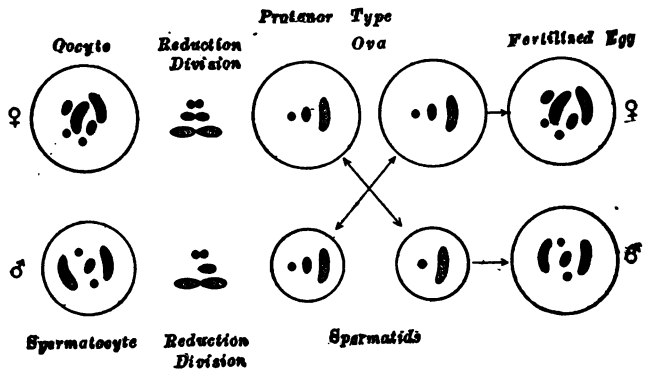 Protenor Type
Oocyte Reduction Division Ova Fertilized Egg
♀ ♀
♂ ♂
Spermatocyte Reduction Division Spermatids